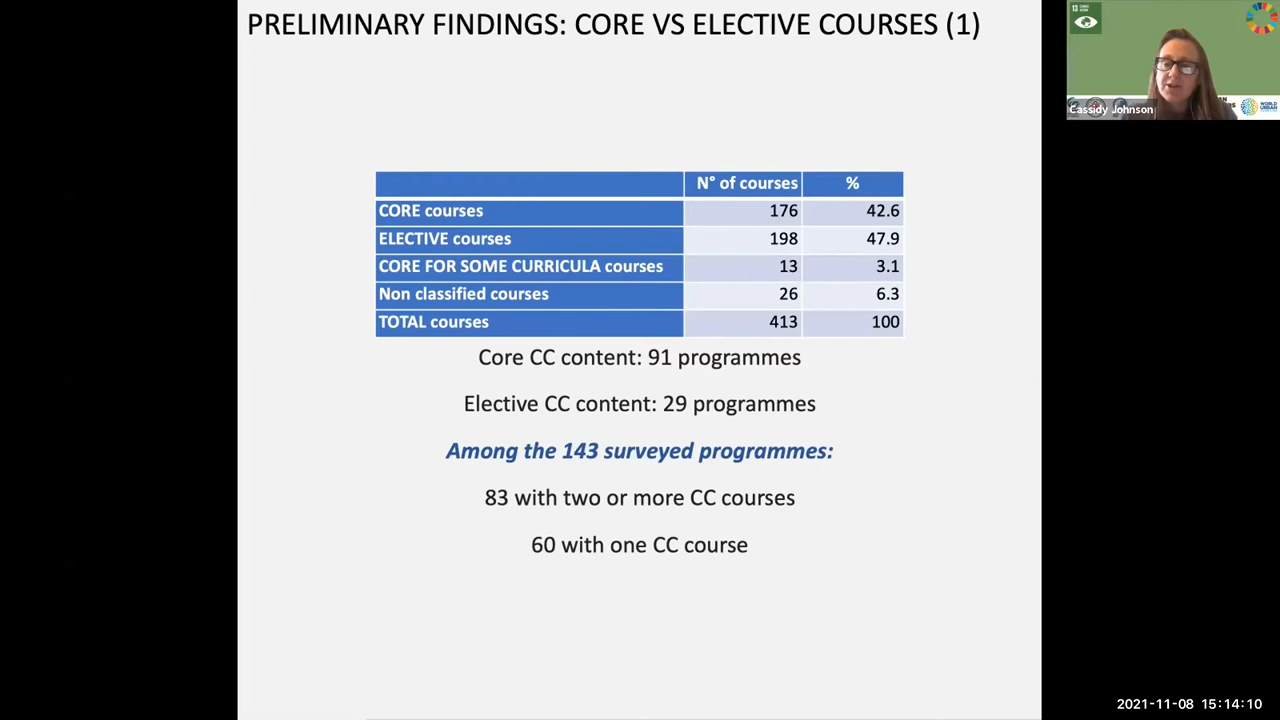 PRELIMINARY FINDINGS: CORE VS ELECTIVE COURSES (1)
N° of courses %
CORE courses 176 42.6
ELECTIVE courses 198 47.9
CORE FOR SOME CURRICULA courses 13 3.1
Non classified courses 26 6.3
TOTAL courses 413 100
Core CC content: 91 programmes
Elective CC content: 29 programmes
Among the 143 surveyed programmes:
83 with two or more CC courses
60 with one CC course
13
Cassidy Johnson
WORLD
URBAN
2021-11-08 15:14:10